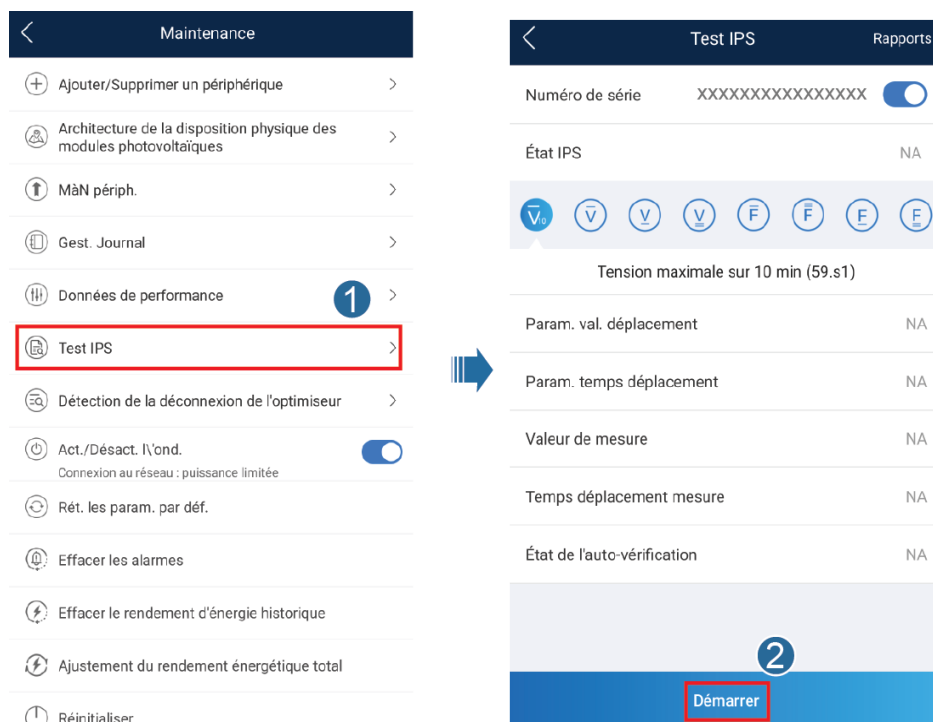 Maintenance
Ajouter/Supprimer un périphérique
Architecture de la disposition physique des
modules photovoltaïques
MàN périph.
Gest. Journal
Données de performance
1
Test IPS
Détection de la déconnexion de l'optimiseur
Act./Désact. l\'ond.
Connexion au réseau : puissance limitée
Rét. les param. par déf.
Effacer les alarmes
Effacer le rendement d'énergie historique
Ajustement du rendement énergétique total
Réinitialiser
Test IPS
Rapports
Numéro de série XXXXXXXXXXXXXXXX
État IPS NA
V10 V V V F F F F
Tension maximale sur 10 min (59.s1)
Param. val. déplacement NA
Param. temps déplacement NA
Valeur de mesure NA
Temps déplacement mesure NA
État de l'auto-vérification NA
2
Démarrer